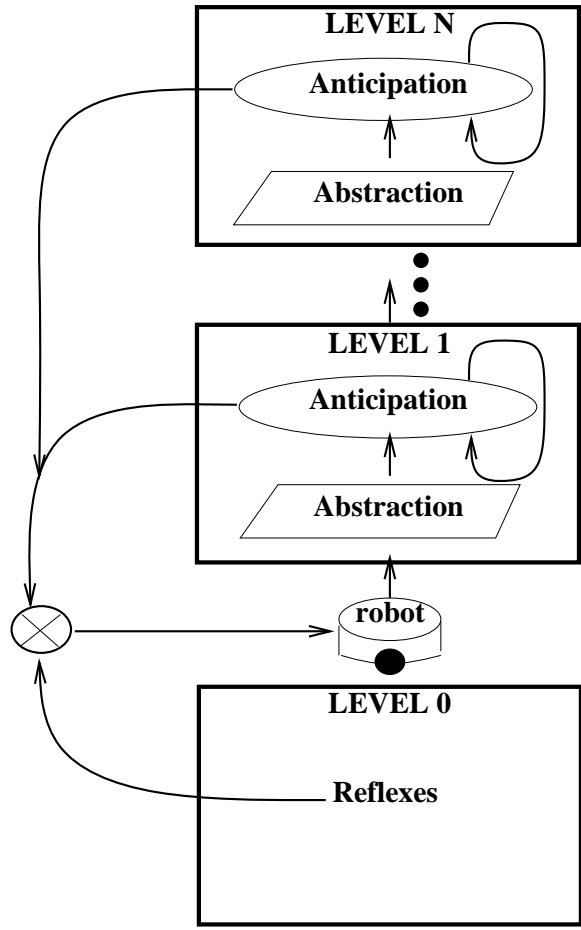 LEVEL N
Anticipation
Abstraction
LEVEL 1
Anticipation
Abstraction
robot
LEVEL 0
Reflexes